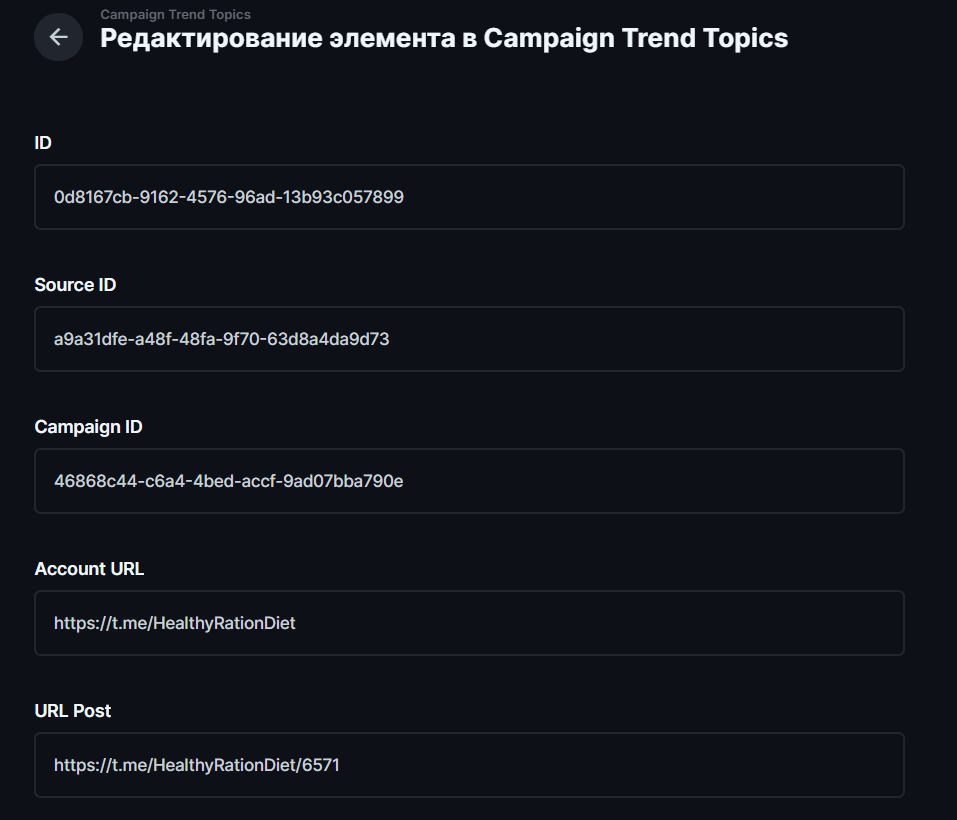 Campaign Trend Topics
Редактирование элемента в Campaign Trend Topics
ID
0d8167cb-9162-4576-96ad-13b93c057899
Source ID
a9a31dfe-a48f-48fa-9f70-63d8a4da9d73
Campaign ID
46868c44-c6a4-4bed-accf-9ad07bba790e
Account URL
https://t.me/HealthyRationDiet
URL Post
https://t.me/HealthyRationDiet/6571